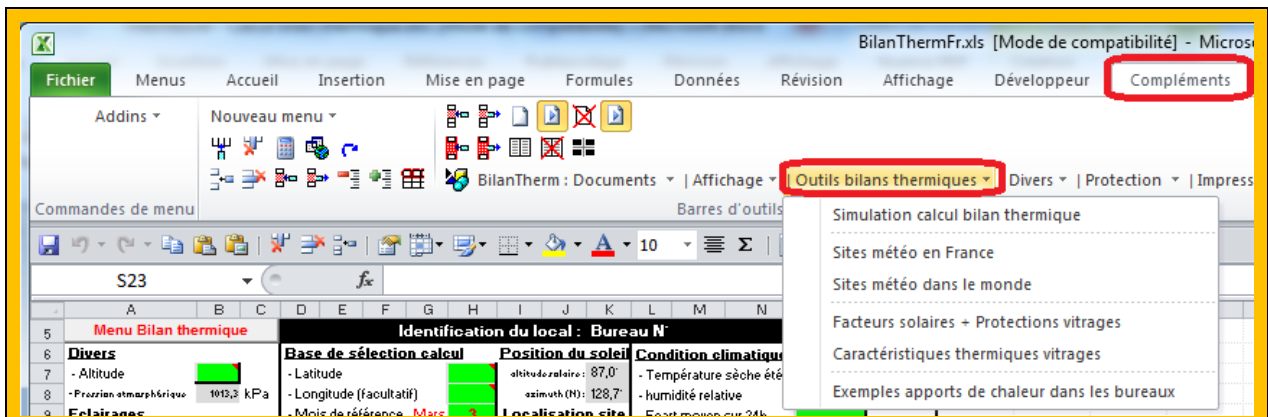 BilanThermFr.xls [Mode de compatibilité] - Micros
Fichier Menus Accueil Insertion Mise en page Formules Données Révision Affichage Développeur Compléments
Addins Nouveau menu
BilanTherm : Documents | Affichage | Outils bilans thermiques | Divers | Protection | Impress
Commandes de menu Barres d'outils
Simulation calcul bilan thermique
Sites météo en France
Sites météo dans le monde
Facteurs solaires + Protections vitrages
Caractéristiques thermiques vitrages
Exemples apports de chaleur dans les bureaux
A 10 Σ
S23 fx
A B C D E F G H I J K L M N
5 Menu Bilan thermique Identification du local : Bureau N°
6 Divers Base de sélection calcul Position du soleil Condition climatique
7 - Altitude - Latitude altitude solaire : 87,0° - Température sèche été
8 - Pression atmosphérique 1013,3 kPa - Longitude (facultatif) azimuth (N) : 128,7° - humidité relative
9 Eclairages - Mois de référence Mars 3 Localisation site - Ecart moyen sur 24h